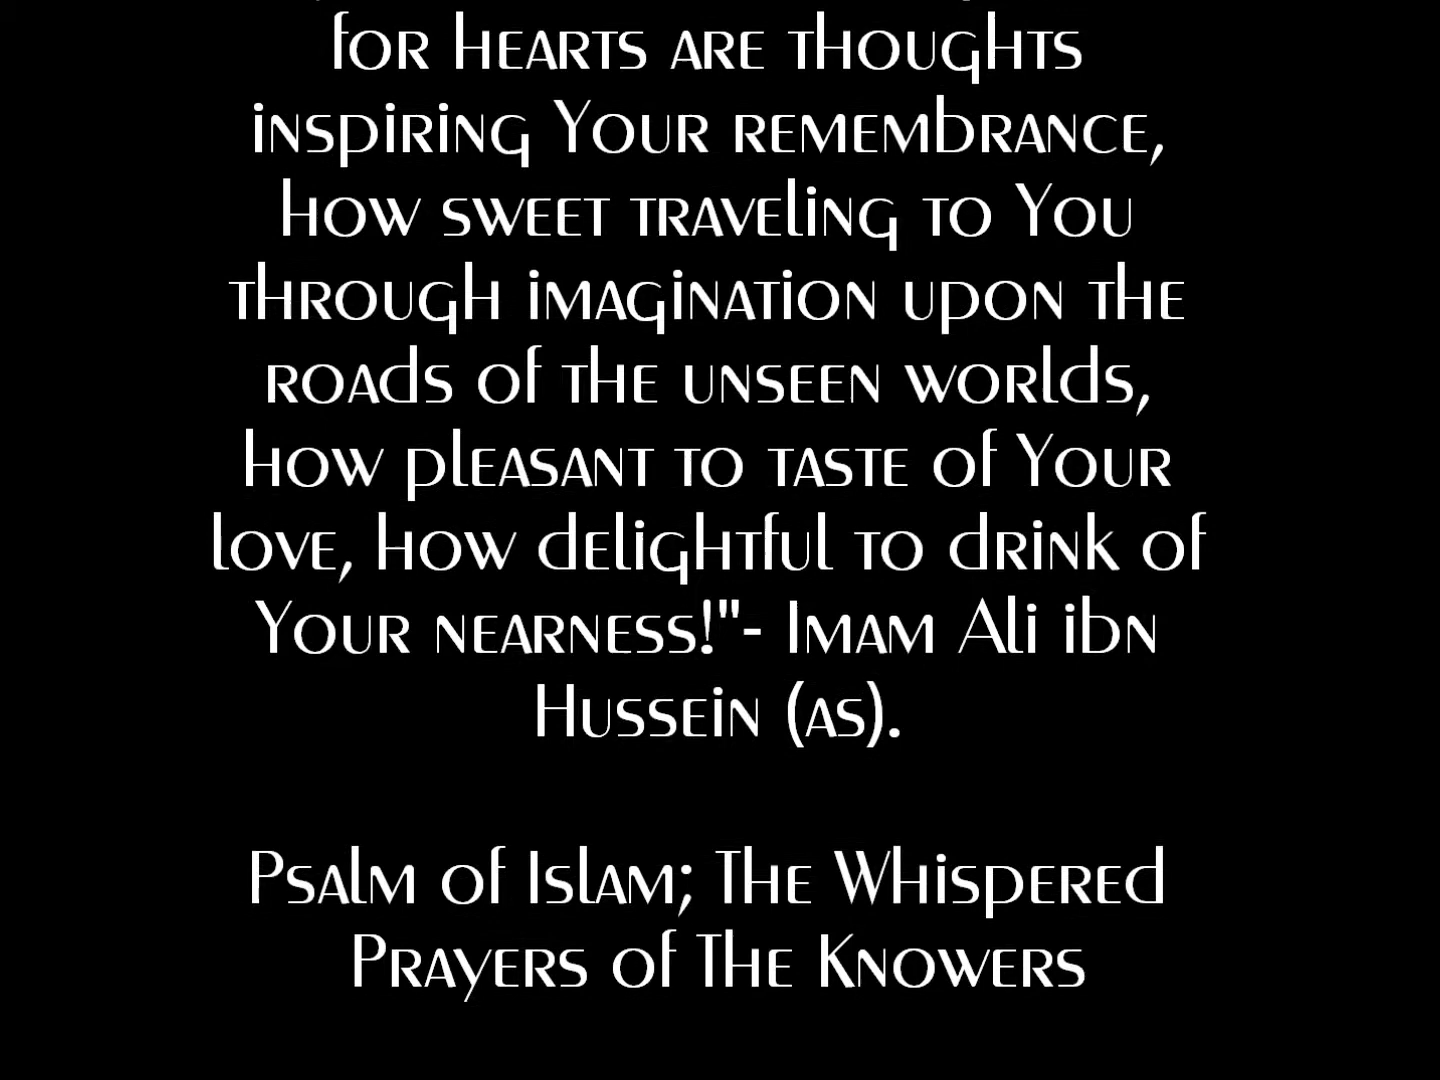 for hearts are thoughts
inspiring Your remembrance,
how sweet traveling to You
through imagination upon the
roads of the unseen worlds,
how pleasant to taste of Your
love, how delightful to drink of
Your nearness!"- Imam Ali ibn
Hussein (as).
Psalm of Islam; The Whispered
Prayers of The Knowers